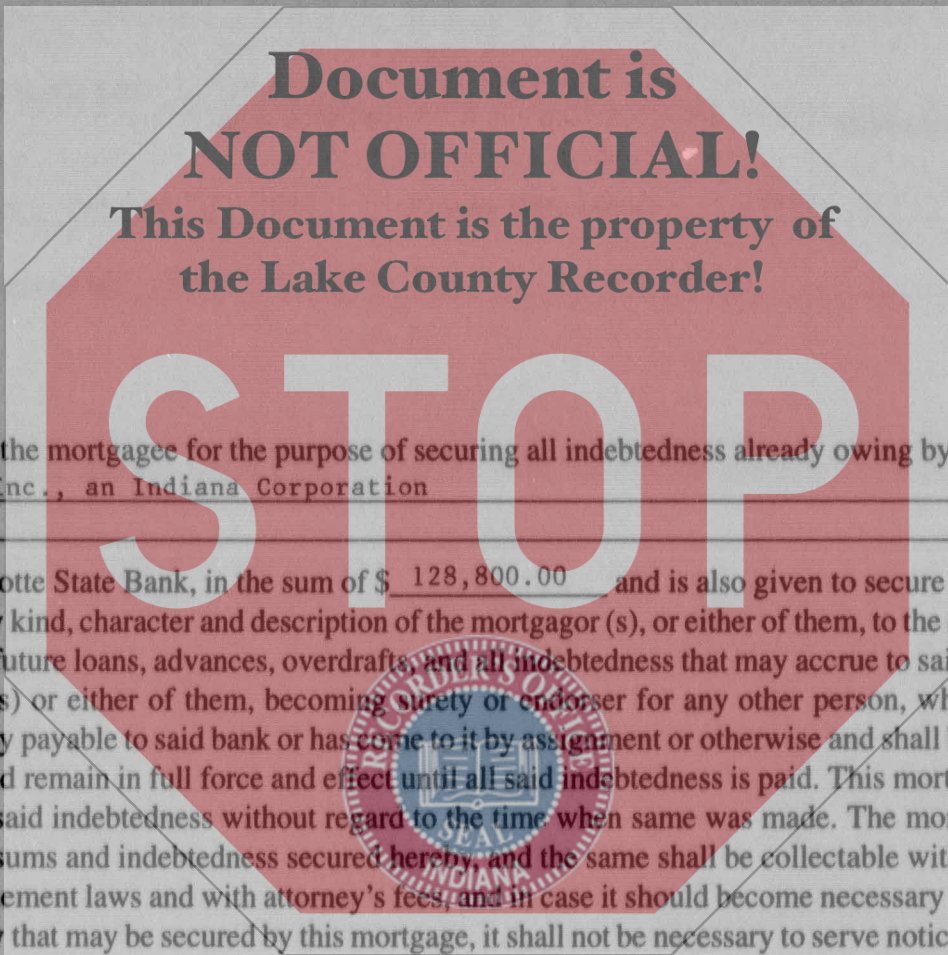 Document is
NOT OFFICIAL!
This Document is the property of
the Lake County Recorder!
STOP
the mortgagee for the purpose of securing all indebtedness already owing by
nc., an Indiana Corporation
otte State Bank, in the sum of $ 128,800.00 and is also given to secure
kind, character and description of the mortgagor (s), or either of them, to the
uture loans, advances, overdrafts, and all indebtedness that may accrue to sai
s) or either of them, becoming surety or endorser for any other person, wh
y payable to said bank or has come to it by assignment or otherwise and shall
d remain in full force and effect until all said indebtedness is paid. This mort
said indebtedness without regard to the time when same was made. The mor
sums and indebtedness secured hereby, and the same shall be collectable wit
ement laws and with attorney's fees, and in case it should become necessary
that may be secured by this mortgage, it shall not be necessary to serve notic
RECORDER'S OFFICE
SEAL
INDIANA